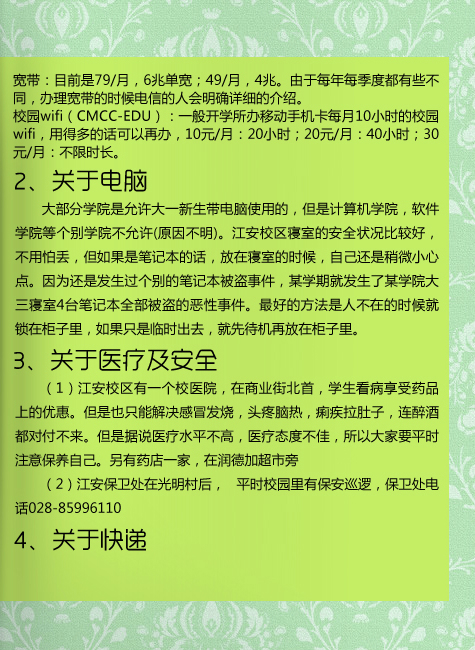 宽带：目前是79/月，6兆单宽；49/月，4兆。由于每年每季度都有些不
同，办理宽带的时候电信的人会明确详细的介绍。
校园wifi（CMCC-EDU）：一般开学所办移动手机卡每月10小时的校园
wifi，用得多的话可以再办，10元/月：20小时；20元/月：40小时；30
元/月：不限时长。
2、关于电脑
大部分学院是允许大一新生带电脑使用的，但是计算机学院，软件
学院等个别学院不允许(原因不明)。江安校区寝室的安全状况比较好，
不用怕丢，但如果是笔记本的话，放在寝室的时候，自己还是稍微小心
点。因为还是发生过个别的笔记本被盗事件，某学期就发生了某学院大
三寝室4台笔记本全部被盗的恶性事件。最好的方法是人不在的时候就
锁在柜子里，如果只是临时出去，就先待机再放在柜子里。
3、关于医疗及安全
（1）江安校区有一个校医院，在商业街北首，学生看病享受药品
上的优惠。但是也只能解决感冒发烧，头疼脑热，痢疾拉肚子，连醉酒
都对付不来。但是据说医疗水平不高，医疗态度不佳，所以大家要平时
注意保养自己。另有药店一家，在润德加超市旁
（2）江安保卫处在光明村后， 平时校园里有保安巡逻，保卫处电
话028-85996110
4、关于快递